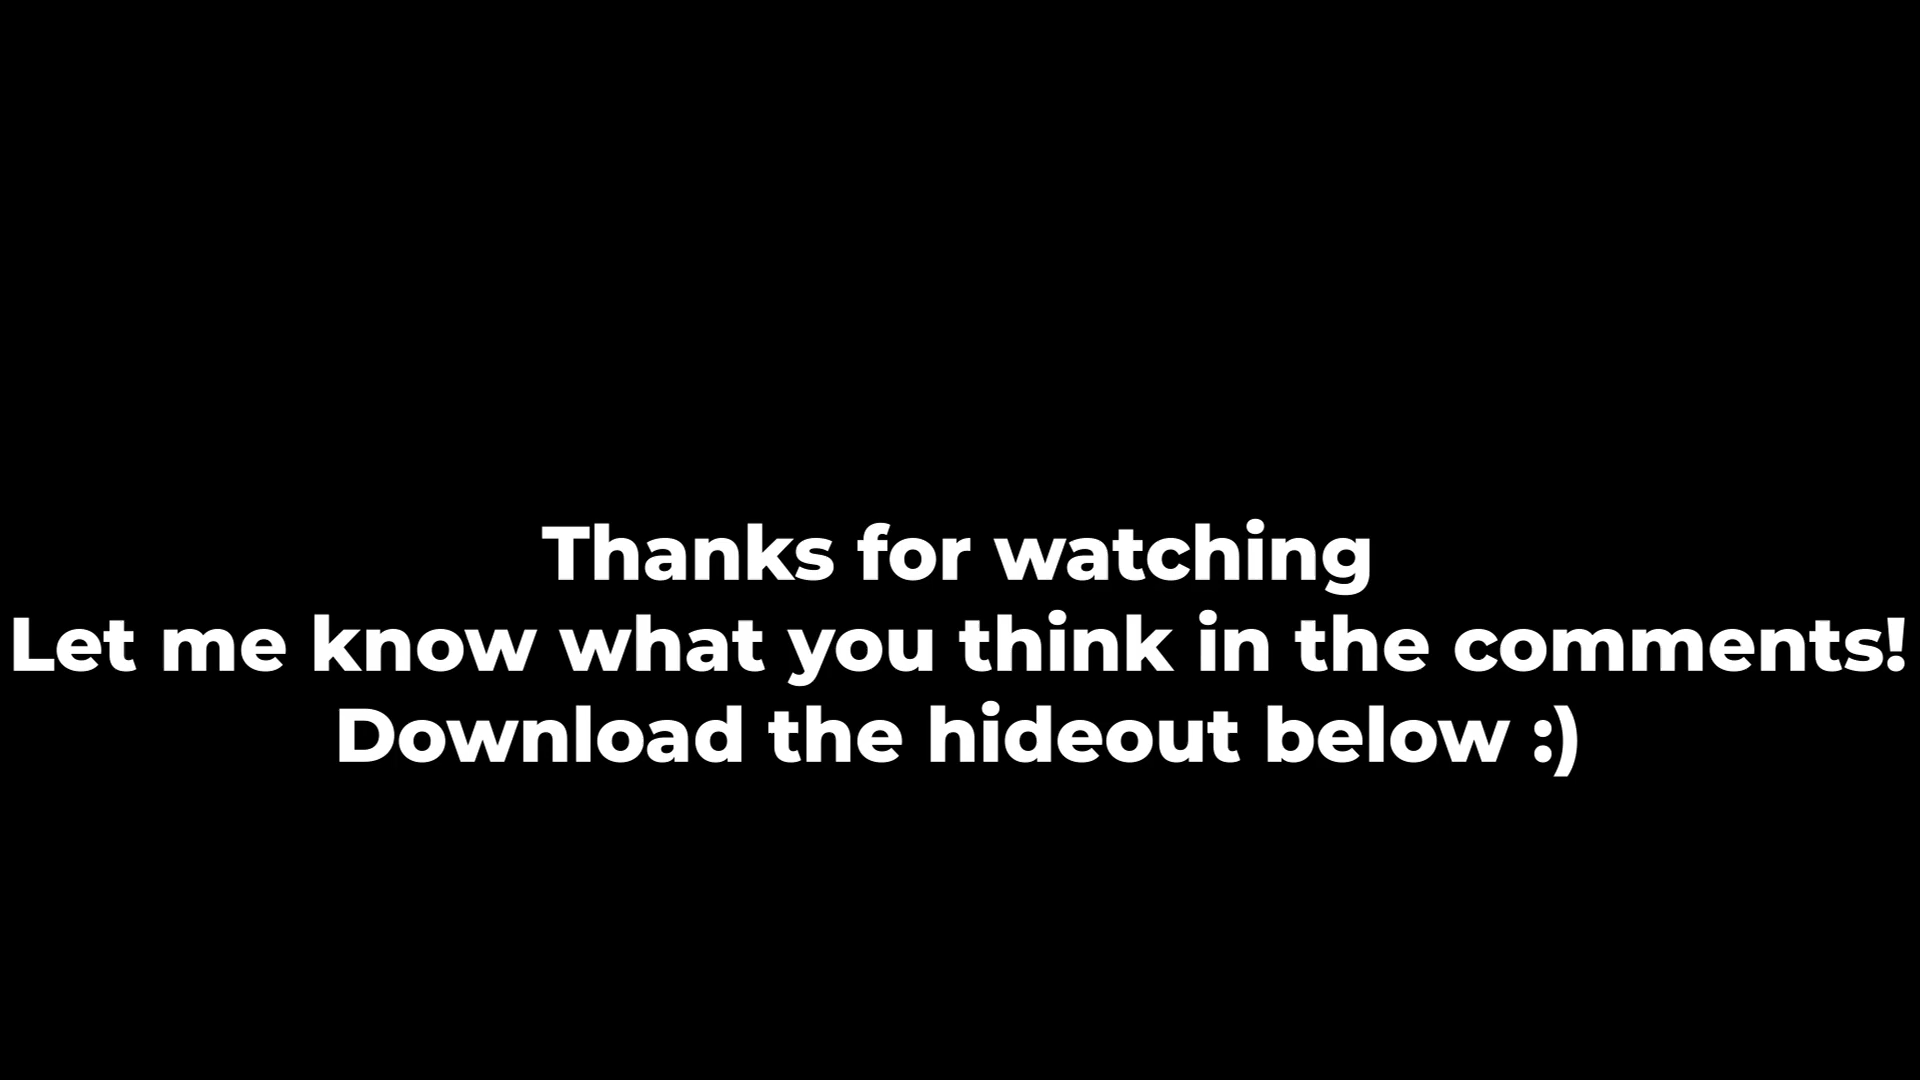 Thanks for watching
Let me know what you think in the comments!
Download the hideout below :)